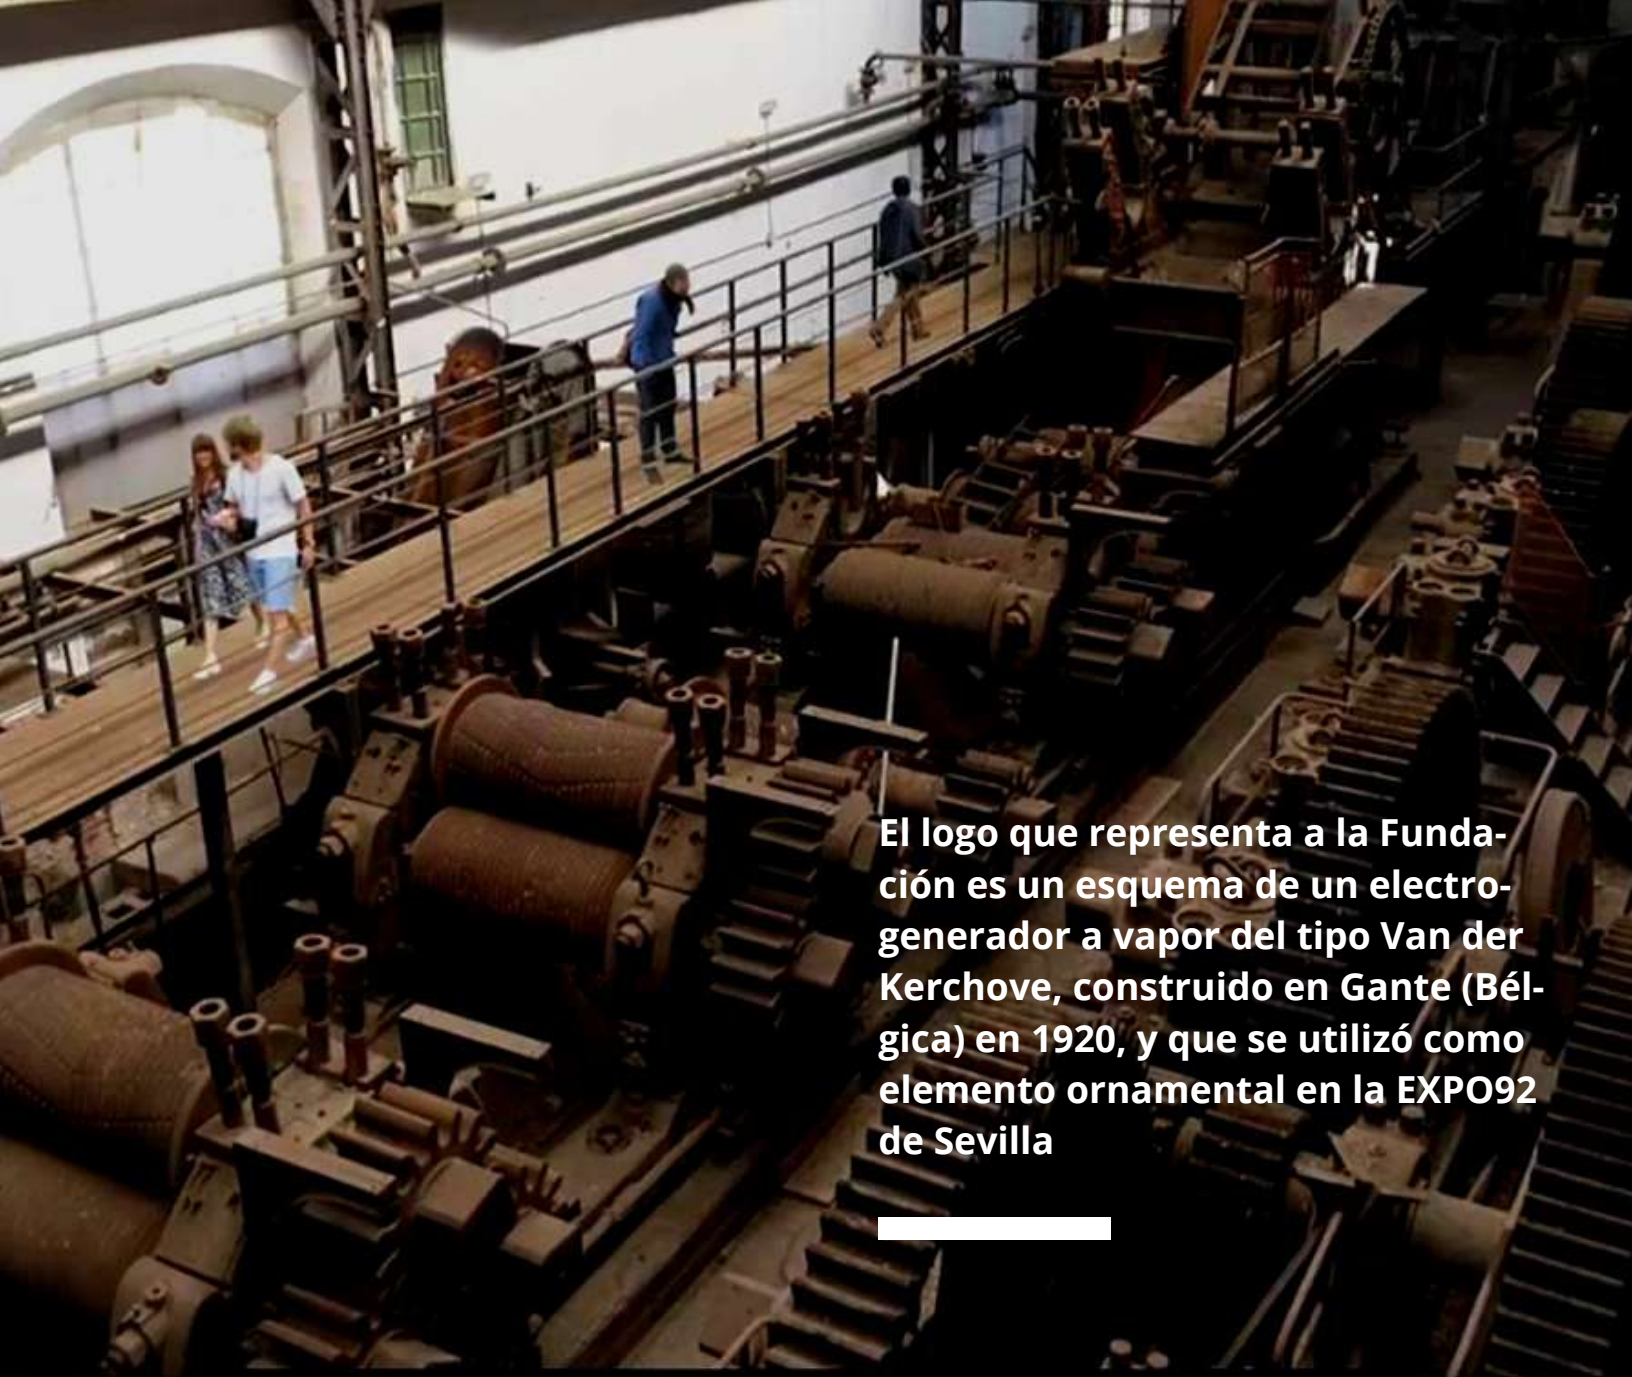 El logo que representa a la Funda-
ción es un esquema de un electro-
generador a vapor del tipo Van der
Kerchove, construido en Gante (Bél-
gica) en 1920, y que se utilizó como
elemento ornamental en la EXPO92
de Sevilla